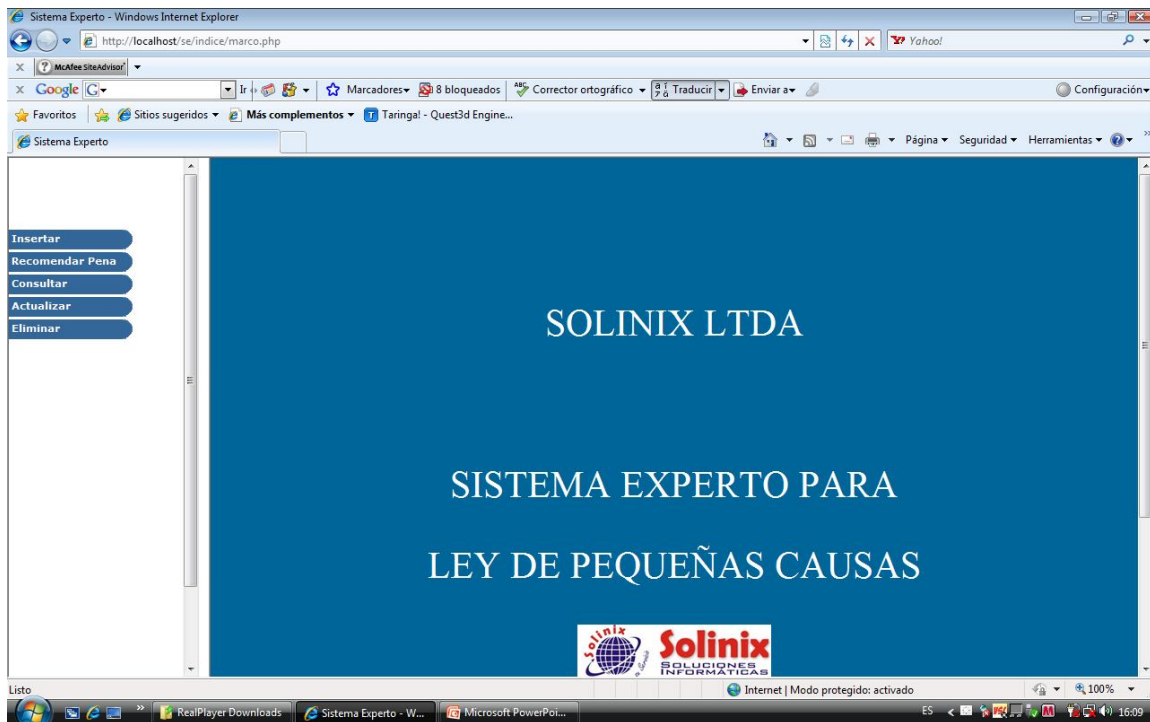 Sistema Experto - Windows Internet Explorer
http://localhost/se/indice/marco.php
Yahoo!
X McAfee SiteAdvisor
x Google G Ir Marcadores 8 bloqueados Corrector ortográfico Traducir Enviar a Configuración
Favoritos Sitios sugeridos Más complementos Taringa! - Quest3d Engine...
Sistema Experto Página Seguridad Herramientas
Insertar
Recomendar Pena
Consultar
Actualizar
Eliminar
SOLINIX LTDA
SISTEMA EXPERTO PARA
LEY DE PEQUEÑAS CAUSAS
Solinix
Solinix
SOLUCIONES
INFORMÁTICAS
Listo Internet | Modo protegido: activado 100%
RealPlayer Downloads Sistema Experto - W... Microsoft PowerPoi... ES 16:09